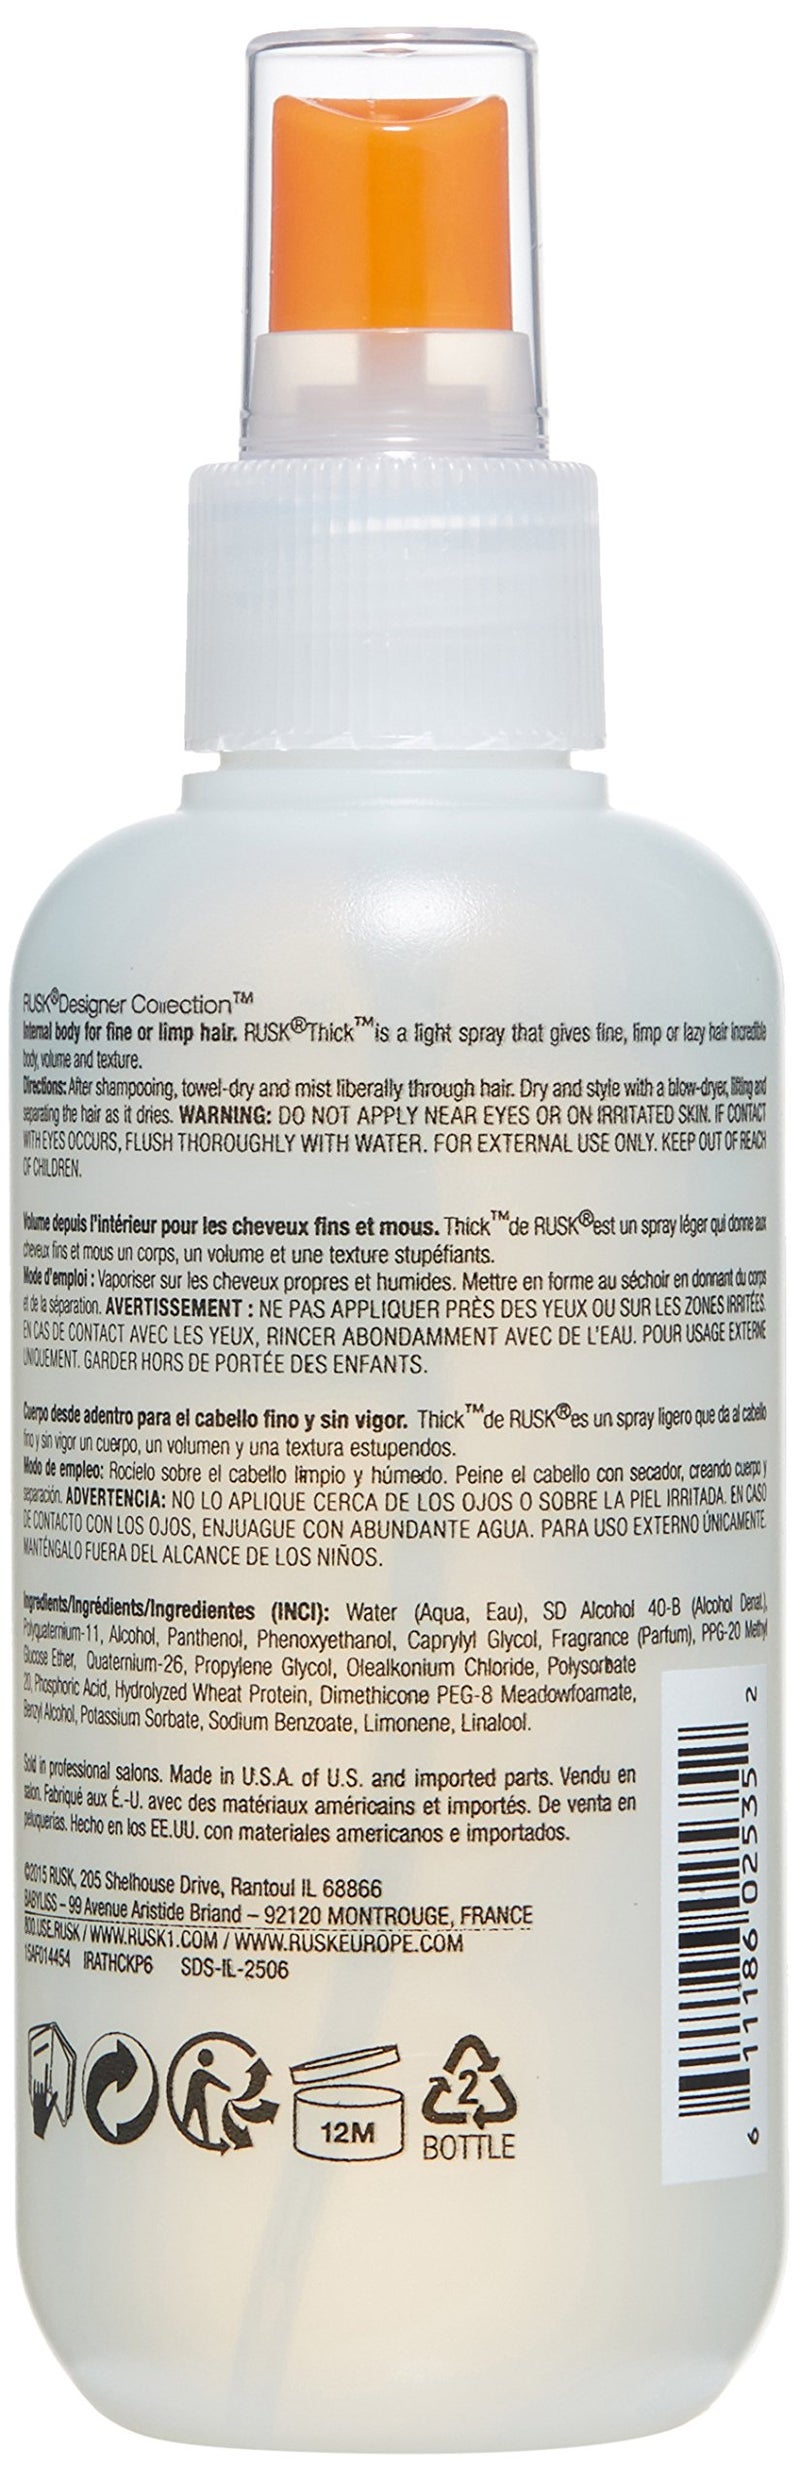 RUSK®Designer Collection™
Internal body for fine or limp hair. RUSK®Thick™is a light spray that gives fine, limp or lazy hair incredible
body, volume and texture.
Directions: After shampooing, towel-dry and mist liberally through hair. Dry and style with a blow-dryer, lifting and
separating the hair as it dries. WARNING: DO NOT APPLY NEAR EYES OR ON IRRITATED SKIN. IF CONTACT
WITH EYES OCCURS, FLUSH THOROUGHLY WITH WATER. FOR EXTERNAL USE ONLY. KEEP OUT OF REACH
OF CHILDREN.
Volume depuis l'intérieur pour les cheveux fins et mous. Thick™de RUSK®est un spray léger qui donne aux
cheveux fins et mous un corps, un volume et une texture stupéfiants.
Mode d'emploi : Vaporiser sur les cheveux propres et humides. Mettre en forme au séchoir en donnant du corps
et de la séparation. AVERTISSEMENT : NE PAS APPLIQUER PRÈS DES YEUX OU SUR LES ZONES IRRITÉES.
EN CAS DE CONTACT AVEC LES YEUX, RINCER ABONDAMMENT AVEC DE L'EAU. POUR USAGE EXTERNE
UNIQUEMENT. GARDER HORS DE PORTÉE DES ENFANTS.
Cuerpo desde adentro para el cabello fino y sin vigor. Thick™de RUSK®es un spray ligero que da al cabello
fino y sin vigor un cuerpo, un volumen y una textura estupendos.
Modo de empleo: Rocíelo sobre el cabello limpio y húmedo. Peine el cabello con secador, creando cuerpo y
separación. ADVERTENCIA: NO LO APLIQUE CERCA DE LOS OJOS O SOBRE LA PIEL IRRITADA. EN CASO
DE CONTACTO CON LOS OJOS, ENJUAGUE CON ABUNDANTE AGUA. PARA USO EXTERNO ÚNICAMENTE.
MANTÉNGALO FUERA DEL ALCANCE DE LOS NIÑOS.
Ingredients/Ingrédients/Ingredientes (INCI): Water (Aqua, Eau), SD Alcohol 40-B (Alcohol Denat.),
Polyquaternium-11, Alcohol, Panthenol, Phenoxyethanol, Caprylyl Glycol, Fragrance (Parfum), PPG-20 Methyl
Glucose Ether, Quaternium-26, Propylene Glycol, Olealkonium Chloride, Polysorbate
20, Phosphoric Acid, Hydrolyzed Wheat Protein, Dimethicone PEG-8 Meadowfoamate,
Benzyl Alcohol, Potassium Sorbate, Sodium Benzoate, Limonene, Linalool.
Sold in professional salons. Made in U.S.A. of U.S. and imported parts. Vendu en
salon. Fabriqué aux É.-U. avec des matériaux américains et importés. De venta en
peluquerías. Hecho en los EE.UU. con materiales americanos e importados.
©2015 RUSK, 205 Shelhouse Drive, Rantoul IL 68866
BABYLISS – 99 Avenue Aristide Briand – 92120 MONTROUGE, FRANCE
800.USE.RUSK / WWW.RUSK1.COM / WWW.RUSKEUROPE.COM
15AF014454 IRATHCKP6 SDS-IL-2506
12M
2
BOTTLE
6 11186 02535 2